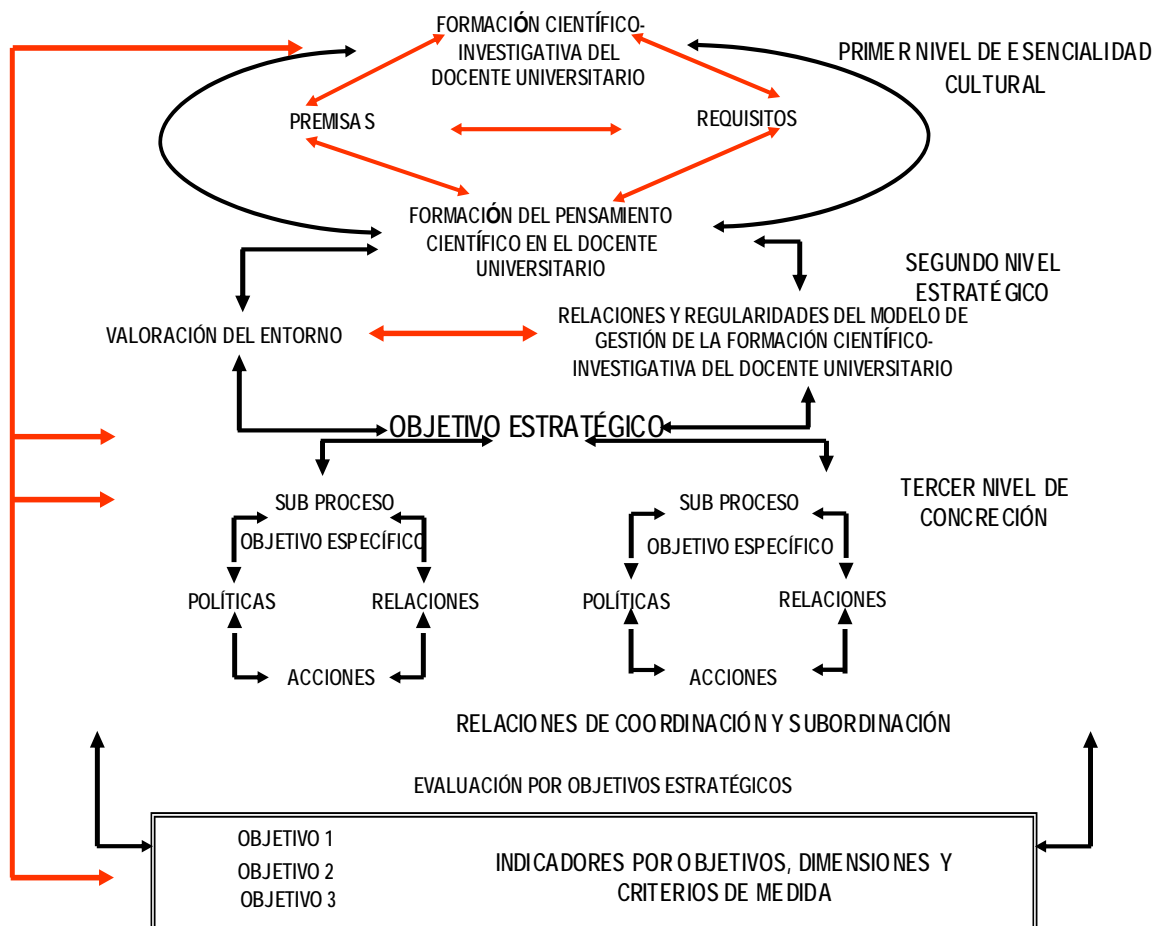 FORMACIÓN CIENTÍFICO-
INVESTIGATIVA DEL
DOCENTE UNIVERSITARIO
PRIMER NIVEL DE ESENCIALIDAD
CULTURAL
PREMISAS
REQUISITOS
FORMACIÓN DEL PENSAMIENTO
CIENTÍFICO EN EL DOCENTE
UNIVERSITARIO
SEGUNDO NIVEL
ESTRATÉGICO
VALORACIÓN DEL ENTORNO
RELACIONES Y REGULARIDADES DEL MODELO DE
GESTIÓN DE LA FORMACIÓN CIENTÍFICO-
INVESTIGATIVA DEL DOCENTE UNIVERSITARIO
OBJETIVO ESTRATÉGICO
TERCER NIVEL DE
CONCRECIÓN
SUB PROCESO
OBJETIVO ESPECÍFICO
POLÍTICAS
RELACIONES
ACCIONES
SUB PROCESO
OBJETIVO ESPECÍFICO
POLÍTICAS
RELACIONES
ACCIONES
RELACIONES DE COORDINACIÓN Y SUBORDINACIÓN
EVALUACIÓN POR OBJETIVOS ESTRATÉGICOS
OBJETIVO 1
OBJETIVO 2
OBJETIVO 3
INDICADORES POR OBJETIVOS, DIMENSIONES Y
CRITERIOS DE MEDIDA